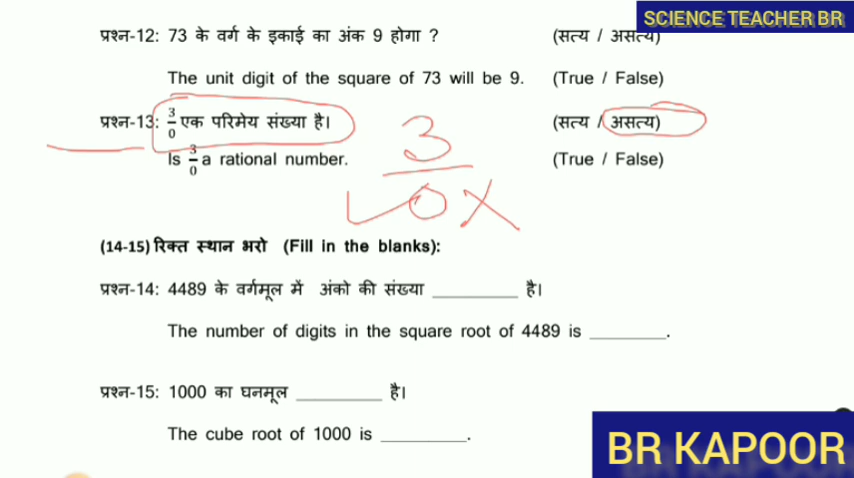 SCIENCE TEACHER BR
प्रश्न-12: 73 के वर्ग के इकाई का अंक 9 होगा ? (सत्य / असत्य)
The unit digit of the square of 73 will be 9. (True / False)
प्रश्न-13: 3/0 एक परिमेय संख्या है। (सत्य / असत्य)
Is 3/0 a rational number. (True / False)
3/0 ×
(14-15) रिक्त स्थान भरो (Fill in the blanks):
प्रश्न-14: 4489 के वर्गमूल में अंको की संख्या _________ है।
The number of digits in the square root of 4489 is ________.
प्रश्न-15: 1000 का घनमूल _________ है।
The cube root of 1000 is _________.
BR KAPOOR